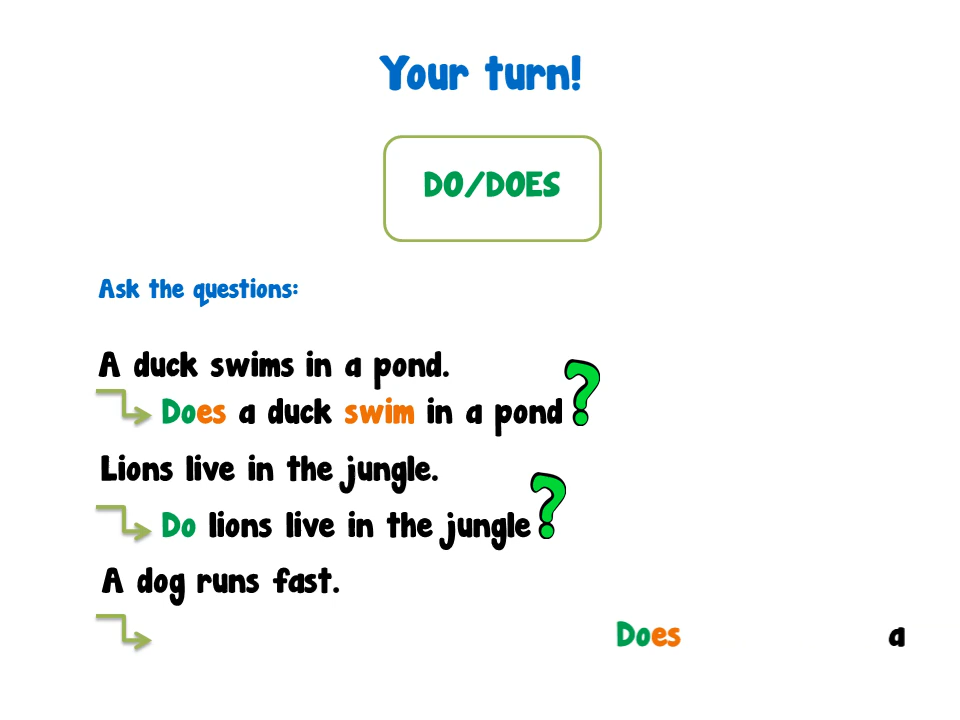 Your turn!
DO/DOES
Ask the questions:
A duck swims in a pond.
Does a duck swim in a pond?
Lions live in the jungle.
Do lions live in the jungle?
A dog runs fast.
Does a